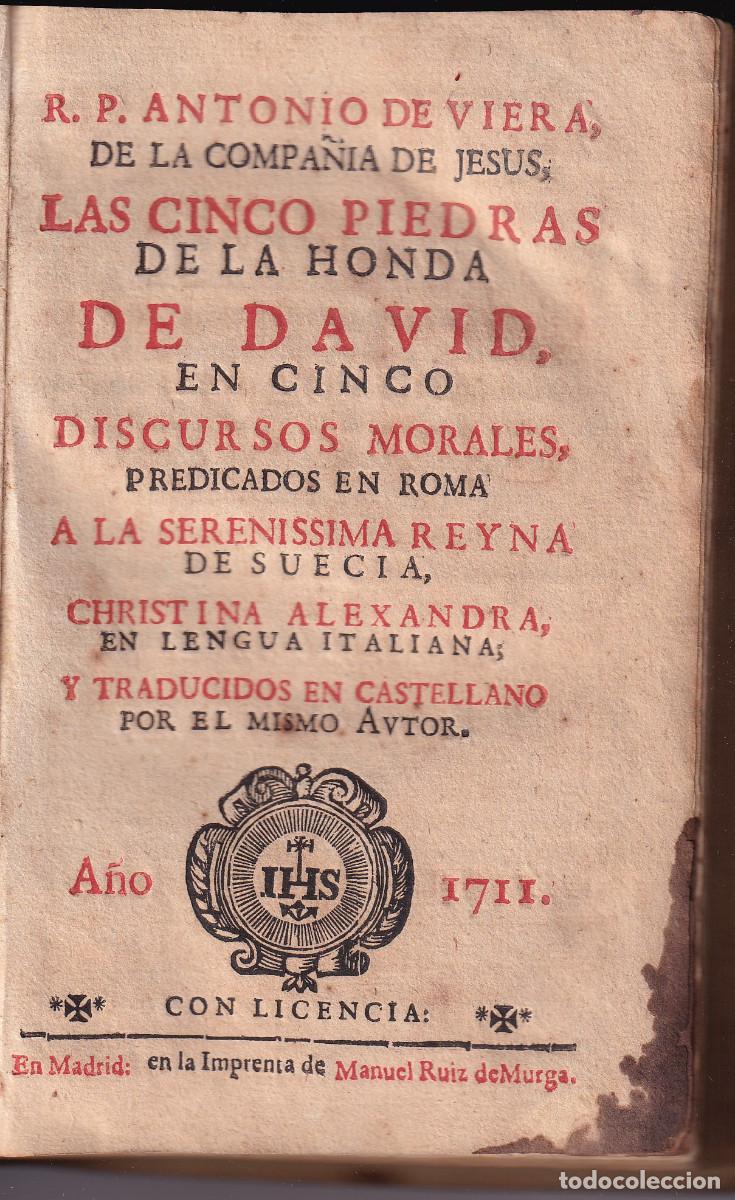 R. P. ANTONIO DE VIERA,
DE LA COMPAÑIA DE JESUS,
LAS CINCO PIEDRAS
DE LA HONDA
DE DAVID,
EN CINCO
DISCURSOS MORALES,
PREDICADOS EN ROMA
A LA SERENISSIMA REYNA
DE SUECIA,
CHRISTINA ALEXANDRA,
EN LENGUA ITALIANA;
Y TRADUCIDOS EN CASTELLANO
POR EL MISMO AVTOR.
IHS
Año 1711.
*✠* CON LICENCIA: *✠*
En Madrid: en la Imprenta de Manuel Ruiz de Murga.
todocoleccion